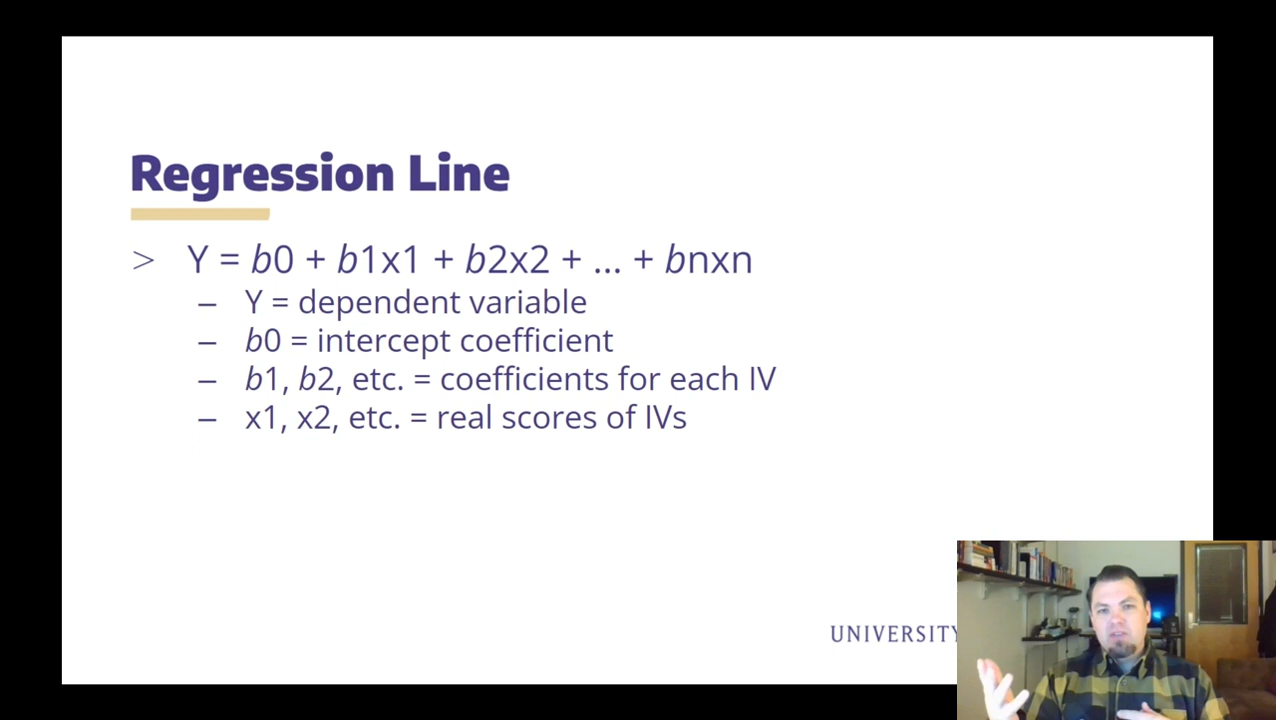 Regression Line
> Y = b0 + b1x1 + b2x2 + ... + bnxn
– Y = dependent variable
– b0 = intercept coefficient
– b1, b2, etc. = coefficients for each IV
– x1, x2, etc. = real scores of IVs
UNIVERSITY